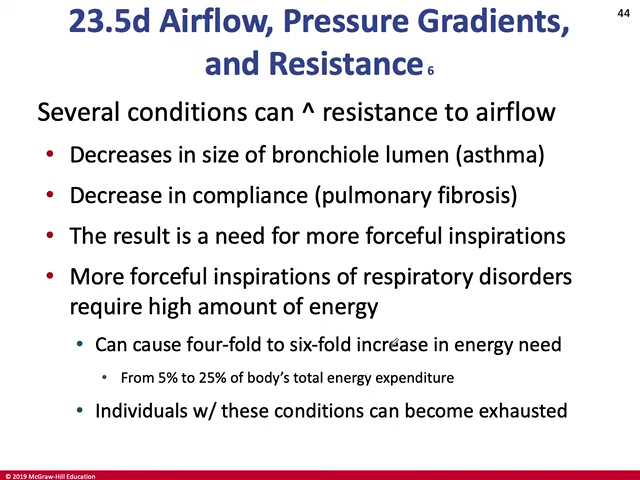 44
23.5d Airflow, Pressure Gradients,
and Resistance 6
Several conditions can ^ resistance to airflow
• Decreases in size of bronchiole lumen (asthma)
• Decrease in compliance (pulmonary fibrosis)
• The result is a need for more forceful inspirations
• More forceful inspirations of respiratory disorders
require high amount of energy
• Can cause four-fold to six-fold increase in energy need
• From 5% to 25% of body's total energy expenditure
• Individuals w/ these conditions can become exhausted
© 2019 McGraw-Hill Education